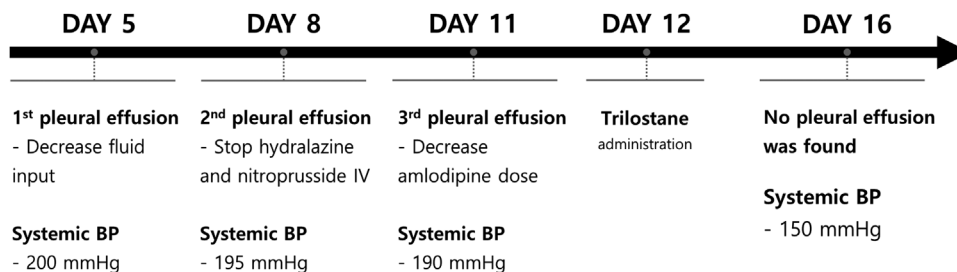 DAY 5
DAY 8
DAY 11
DAY 12
DAY 16
1st pleural effusion
- Decrease fluid
input
Systemic BP
- 200 mmHg
2nd pleural effusion
- Stop hydralazine
and nitroprusside IV
Systemic BP
- 195 mmHg
3rd pleural effusion
- Decrease
amlodipine dose
Systemic BP
- 190 mmHg
Trilostane
administration
No pleural effusion
was found
Systemic BP
- 150 mmHg